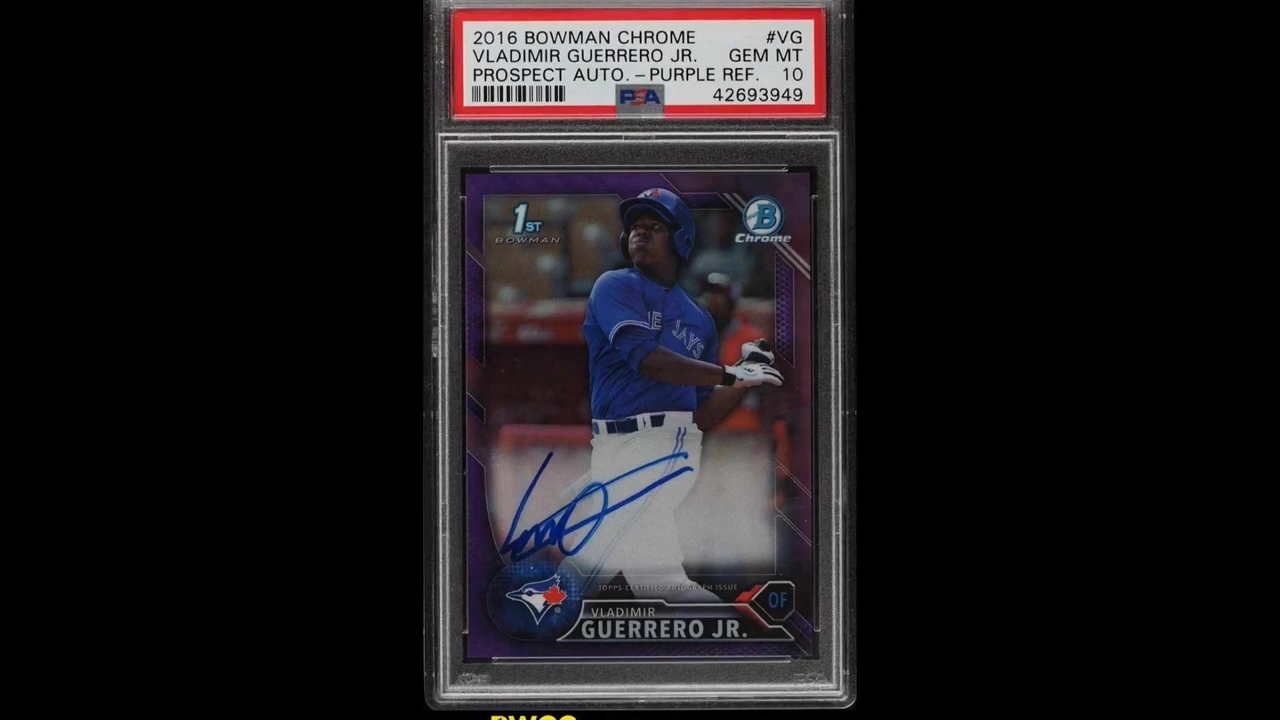 2016 BOWMAN CHROME #VG
VLADIMIR GUERRERO JR. GEM MT
PROSPECT AUTO.-PURPLE REF. 10
PSA 42693949
1ST
BOWMAN
B
Chrome
JAYS
TOPPS CERTIFIED AUTOGRAPH ISSUE
OF
VLADIMIR
GUERRERO JR.